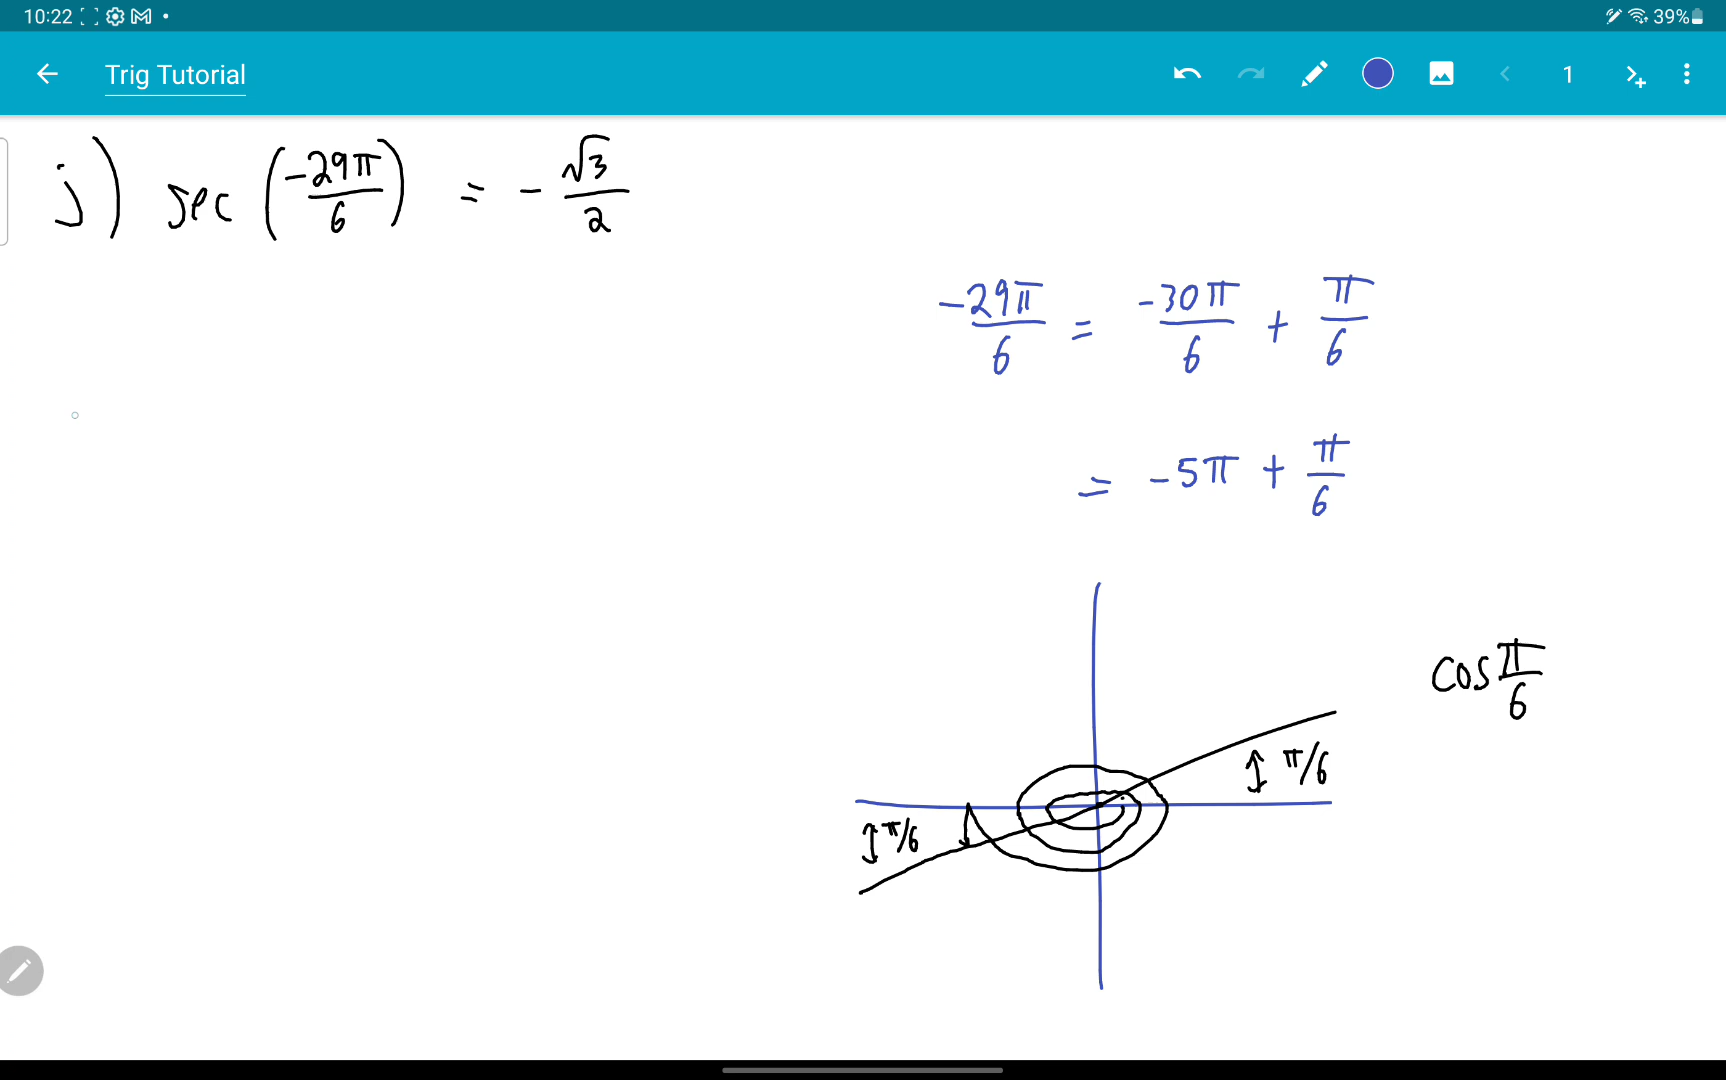 10:22
39%
Trig Tutorial
1
j) sec(-29π/6) = -√3/2
-29π/6 = -30π/6 + π/6
= -5π + π/6
cos π/6
π/6
π/6